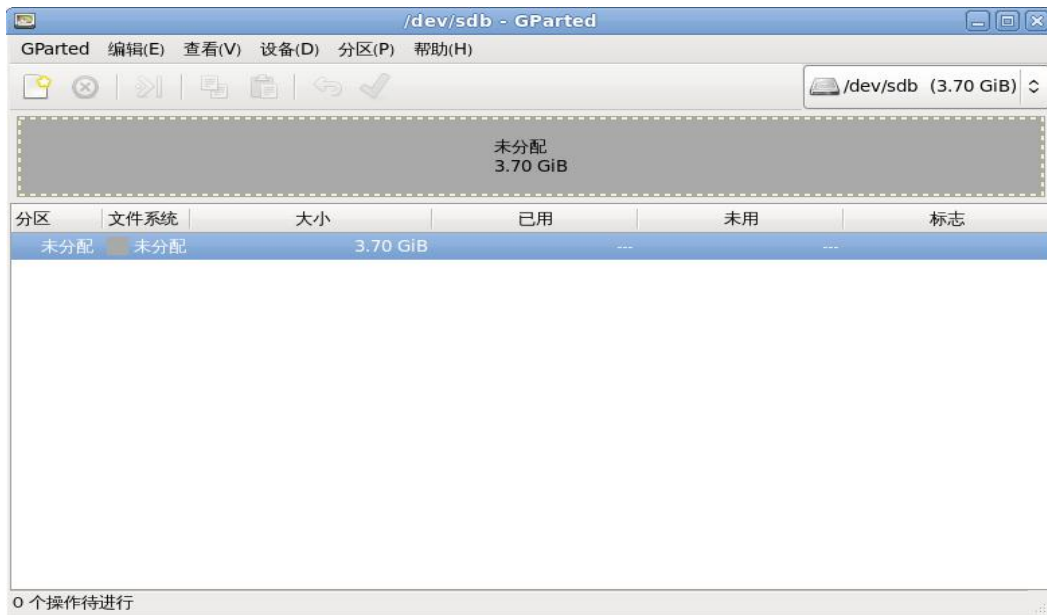 /dev/sdb - GParted
GParted 编辑(E) 查看(V) 设备(D) 分区(P) 帮助(H)
/dev/sdb (3.70 GiB)
未分配
3.70 GiB
分区 文件系统 大小 已用 未用 标志
未分配 未分配 3.70 GiB --- ---
0 个操作待进行